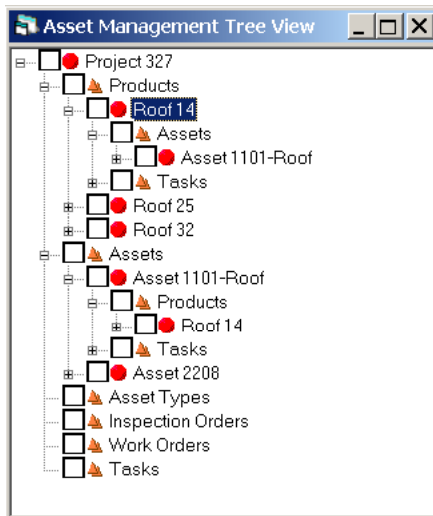 Asset Management Tree View
Project 327
Products
Roof 14
Assets
Asset 1101-Roof
Tasks
Roof 25
Roof 32
Assets
Asset 1101-Roof
Products
Roof 14
Tasks
Asset 2208
Asset Types
Inspection Orders
Work Orders
Tasks